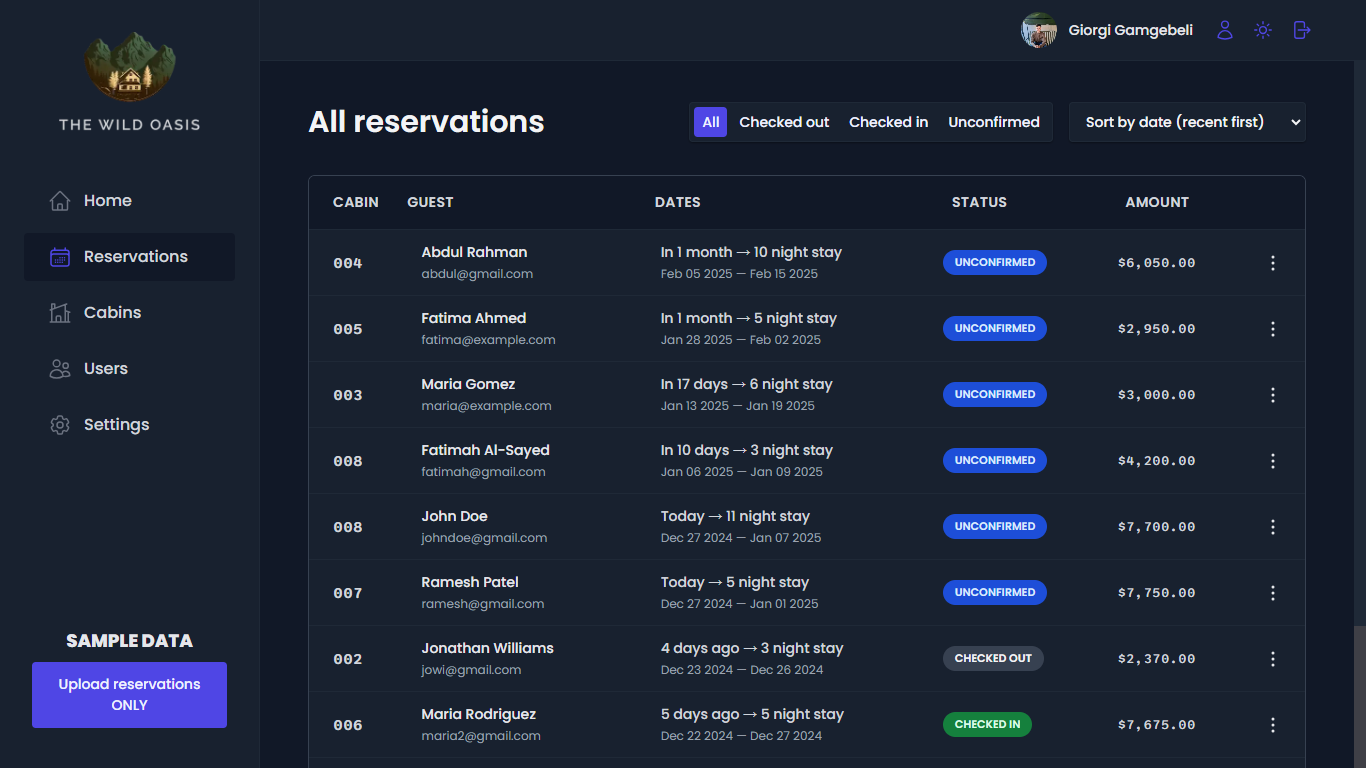 THE WILD OASIS
Home
Reservations
Cabins
Users
Settings
SAMPLE DATA
Upload reservations
ONLY
Giorgi Gamgebeli
All reservations
All Checked out Checked in Unconfirmed
Sort by date (recent first)
CABIN GUEST DATES STATUS AMOUNT
004 Abdul Rahman In 1 month → 10 night stay UNCONFIRMED $6,050.00
abdul@gmail.com Feb 05 2025 — Feb 15 2025
005 Fatima Ahmed In 1 month → 5 night stay UNCONFIRMED $2,950.00
fatima@example.com Jan 28 2025 — Feb 02 2025
003 Maria Gomez In 17 days → 6 night stay UNCONFIRMED $3,000.00
maria@example.com Jan 13 2025 — Jan 19 2025
008 Fatimah Al-Sayed In 10 days → 3 night stay UNCONFIRMED $4,200.00
fatimah@gmail.com Jan 06 2025 — Jan 09 2025
008 John Doe Today → 11 night stay UNCONFIRMED $7,700.00
johndoe@gmail.com Dec 27 2024 — Jan 07 2025
007 Ramesh Patel Today → 5 night stay UNCONFIRMED $7,750.00
ramesh@gmail.com Dec 27 2024 — Jan 01 2025
002 Jonathan Williams 4 days ago → 3 night stay CHECKED OUT $2,370.00
jowi@gmail.com Dec 23 2024 — Dec 26 2024
006 Maria Rodriguez 5 days ago → 5 night stay CHECKED IN $7,675.00
maria2@gmail.com Dec 22 2024 — Dec 27 2024